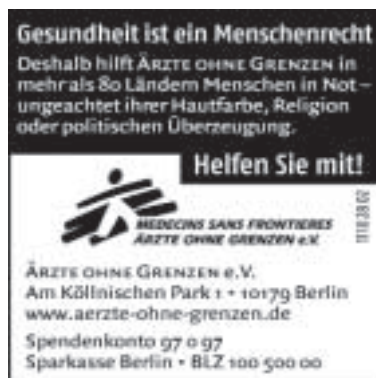 Gesundheit ist ein Menschenrecht
Deshalb hilft ÄRZTE OHNE GRENZEN in
mehr als 80 Ländern Menschen in Not –
ungeachtet ihrer Hautfarbe, Religion
oder politischen Überzeugung.
Helfen Sie mit!
MEDECINS SANS FRONTIERES
ÄRZTE OHNE GRENZEN e.V.
ÄRZTE OHNE GRENZEN e.V.
Am Köllnischen Park 1 • 10179 Berlin
www.aerzte-ohne-grenzen.de
Spendenkonto 97 0 97
Sparkasse Berlin • BLZ 100 500 00